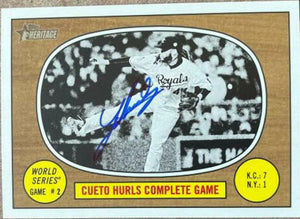 HERITAGE
Royals
WORLD
SERIES
GAME #2
CUETO HURLS COMPLETE GAME
K.C.: 7
N.Y.: 1